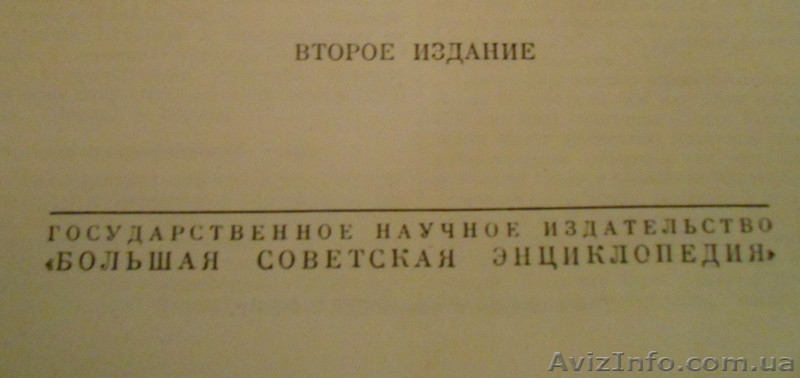 ВТОРОЕ ИЗДАНИЕ
ГОСУДАРСТВЕННОЕ НАУЧНОЕ ИЗДАТЕЛЬСТВО
«БОЛЬШАЯ СОВЕТСКАЯ ЭНЦИКЛОПЕДИЯ»
AvizInfo.com.ua